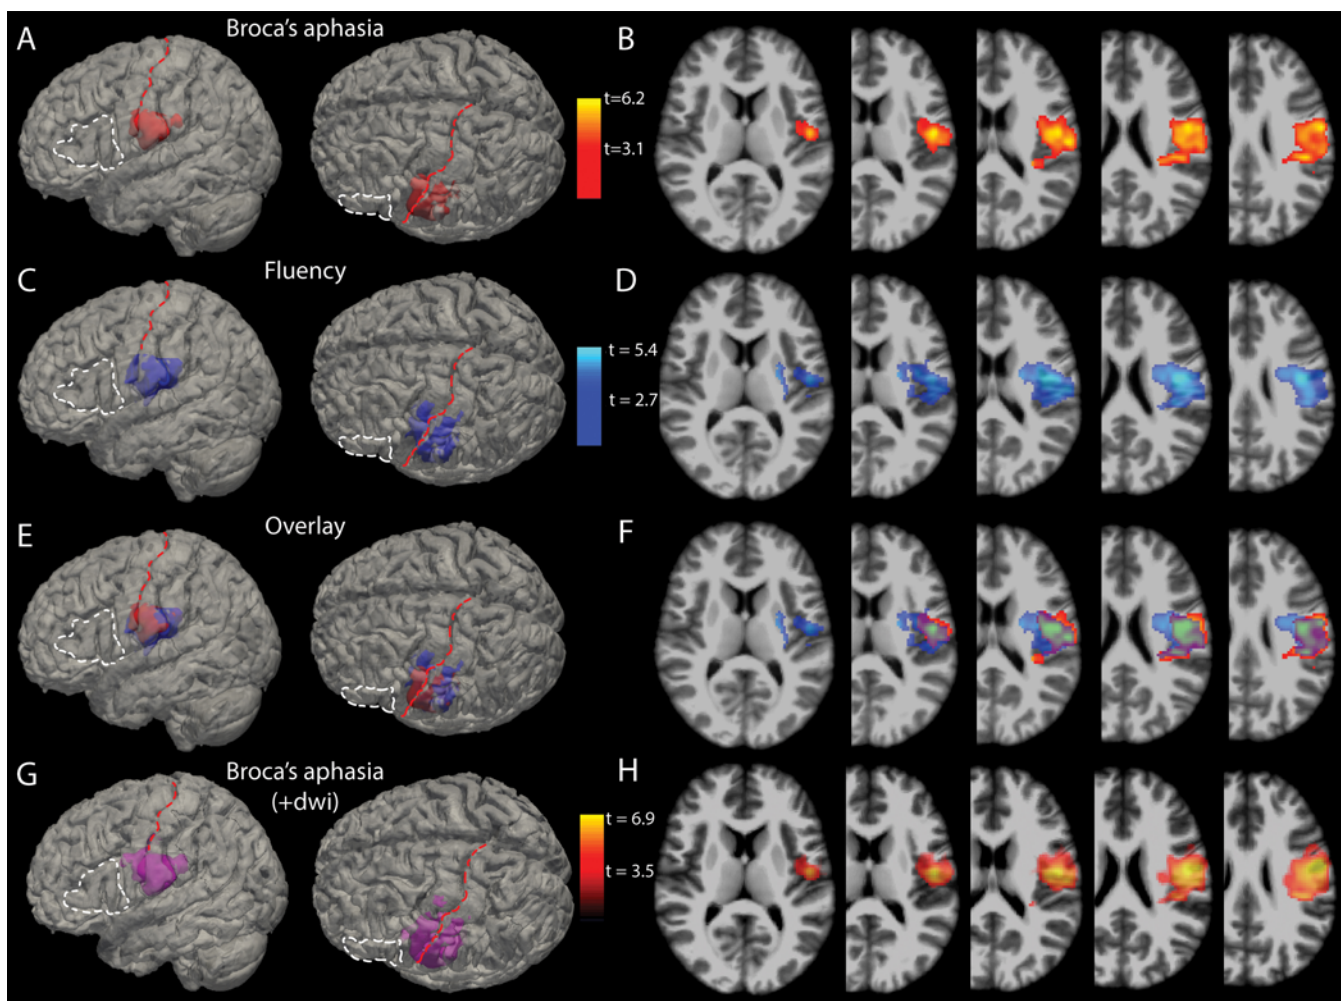 A
Broca's aphasia
B
t=6.2
t=3.1
C
Fluency
D
t = 5.4
t = 2.7
E
Overlay
F
G
Broca's aphasia
(+dwi)
H
t = 6.9
t = 3.5